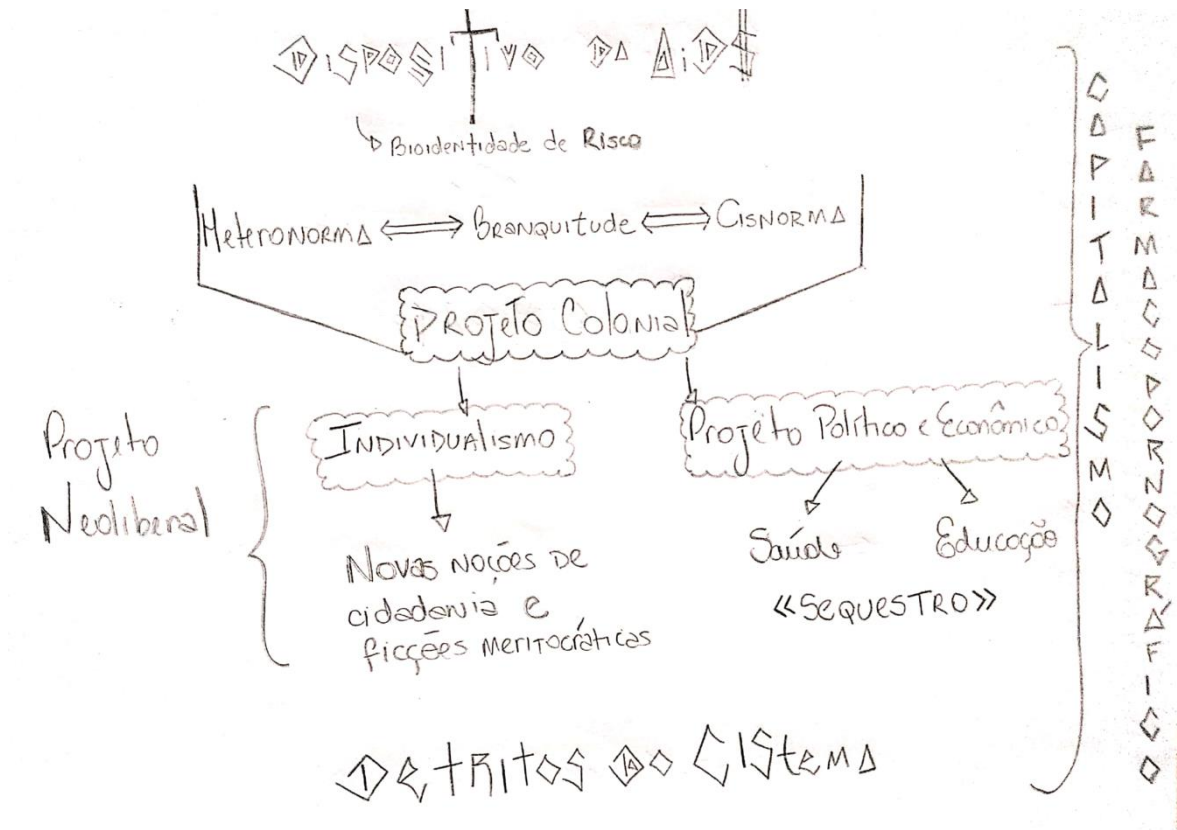 DISPOSITIVO DA AiD$
Bioidentidade de Risco
HeteroNORMA ⟺ BRANQUITUDE ⟺ CISNORMA
PROJETO COLONIAL
Projeto
Neoliberal
INDIVIDUALISMO
Projeto Político e Econômico
Novas noções de
cidadania e
ficções meritocráticas
Saúde
Educação
«SEQUESTRO»
DETRITOS DO CIStema
CAPITALISMO
FARMACOPORNOGRÁFICO